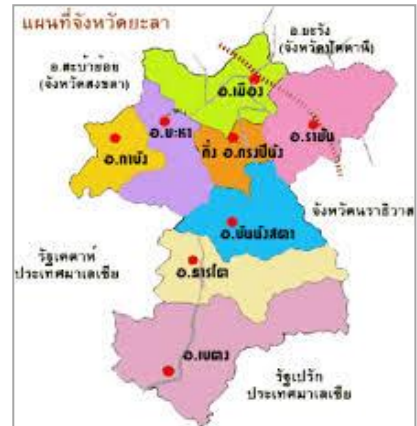 แผนที่จังหวัดยะลา
อ.ยะรัง
(จังหวัดปัตตานี)
อ.สะบ้าย้อย
(จังหวัดสงขลา)
อ.เมือง
อ.ยะหา
อ.รามัน
อ.กาบัง
กิ่ง อ.กรงปีนัง
จังหวัดนราธิวาส
อ.บันนังสตา
รัฐเคดาห์
ประเทศมาเลเซีย
อ.ธารโต
อ.เบตง
รัฐเปรัก
ประเทศมาเลเซีย